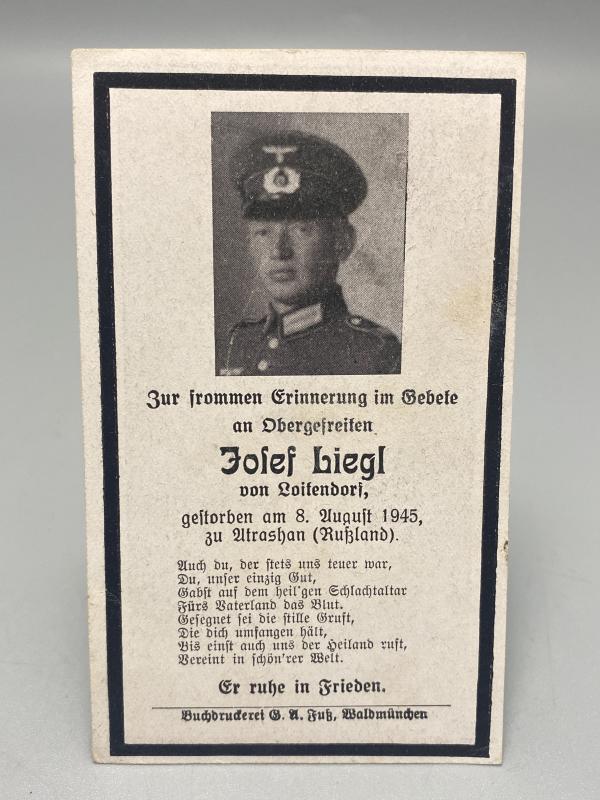 Zur frommen Erinnerung im Gebete
an Obergefreiten
Josef Liegl
von Loitendorf,
gestorben am 8. August 1945,
zu Atrashan (Rußland).
Auch du, der stets uns teuer war,
Du, unser einzig Gut,
Gabst auf dem heil'gen Schlachtaltar
Fürs Vaterland das Blut.
Gesegnet sei die stille Gruft,
Die dich umfangen hält,
Bis einst auch uns der Heiland ruft,
Vereint in schön'rer Welt.
Er ruhe in Frieden.
Buchdruckerei G. A. Fuß, Waldmünchen